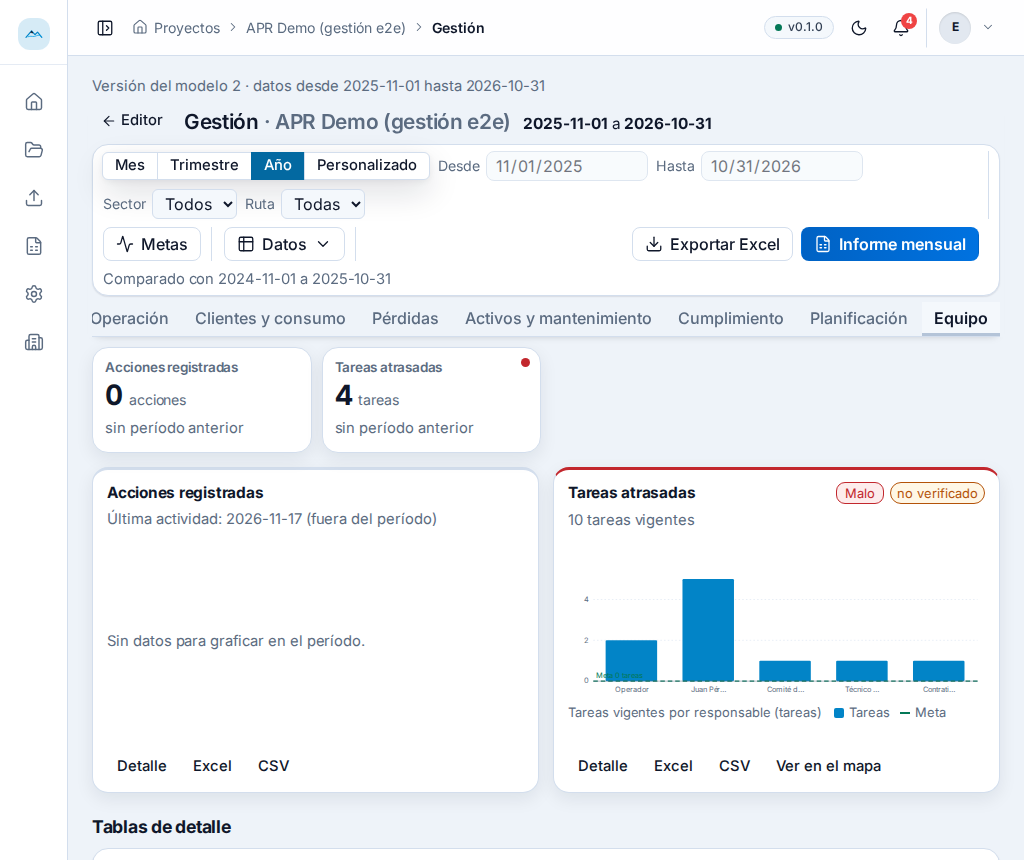 Proyectos > APR Demo (gestión e2e) > Gestión
v0.1.0
4
E
Versión del modelo 2 · datos desde 2025-11-01 hasta 2026-10-31
← Editor
Gestión · APR Demo (gestión e2e)
2025-11-01 a 2026-10-31
Mes
Trimestre
Año
Personalizado
Desde 11/01/2025
Hasta 10/31/2026
Sector Todos
Ruta Todas
Metas
Datos
Exportar Excel
Informe mensual
Comparado con 2024-11-01 a 2025-10-31
Operación
Clientes y consumo
Pérdidas
Activos y mantenimiento
Cumplimiento
Planificación
Equipo
Acciones registradas
0 acciones
sin período anterior
Tareas atrasadas
4 tareas
sin período anterior
Acciones registradas
Última actividad: 2026-11-17 (fuera del período)
Sin datos para graficar en el período.
Detalle
Excel
CSV
Tareas atrasadas
Malo
no verificado
10 tareas vigentes
4
2
0
Operador
Juan Pér...
Comité d...
Técnico ...
Contrati...
Tareas vigentes por responsable (tareas)
Tareas
Meta
Detalle
Excel
CSV
Ver en el mapa
Tablas de detalle